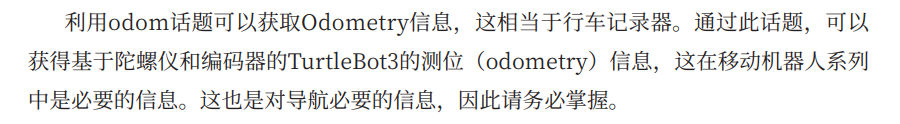 利用odom话题可以获取Odometry信息，这相当于行车记录器。通过此话题，可以
获得基于陀螺仪和编码器的TurtleBot3的测位（odometry）信息，这在移动机器人系列
中是必要的信息。这也是对导航必要的信息，因此请务必掌握。